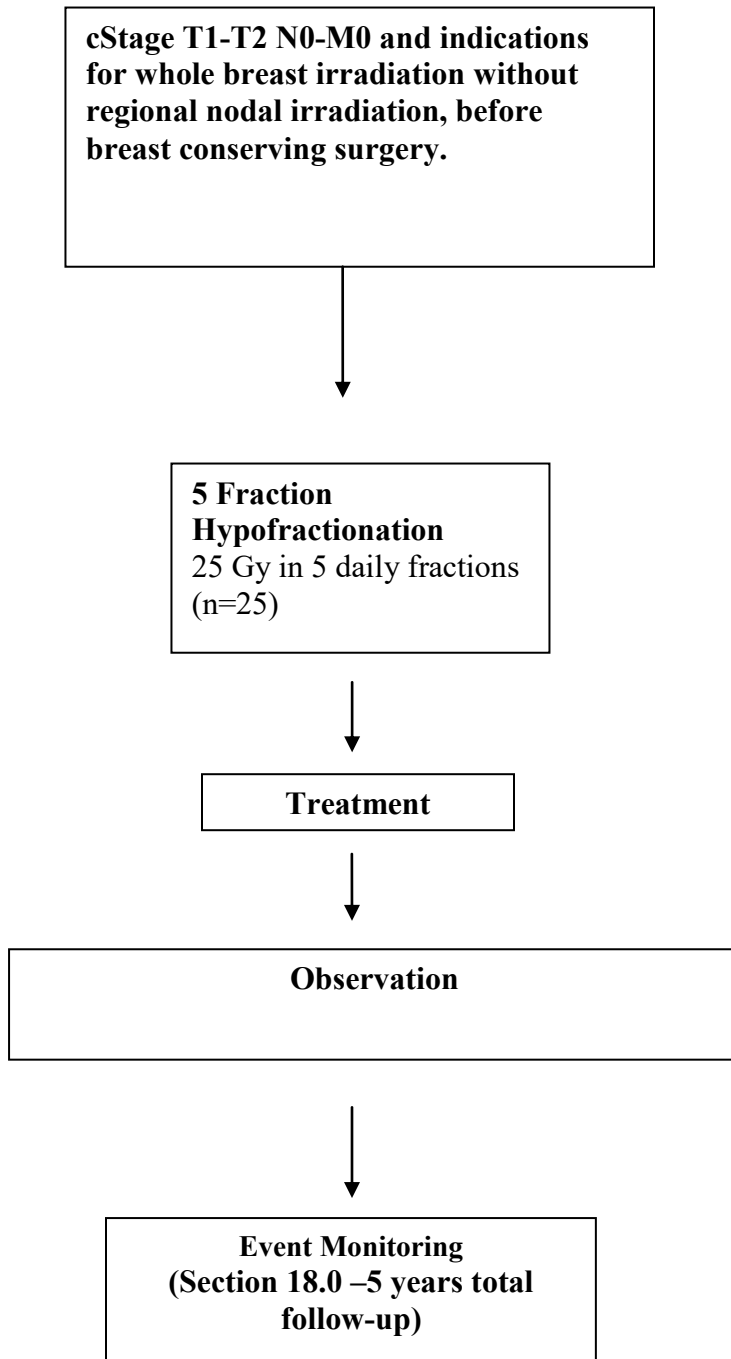 cStage T1-T2 N0-M0 and indications
for whole breast irradiation without
regional nodal irradiation, before
breast conserving surgery.
5 Fraction
Hypofractionation
25 Gy in 5 daily fractions
(n=25)
Treatment
Observation
Event Monitoring
(Section 18.0 –5 years total
follow-up)